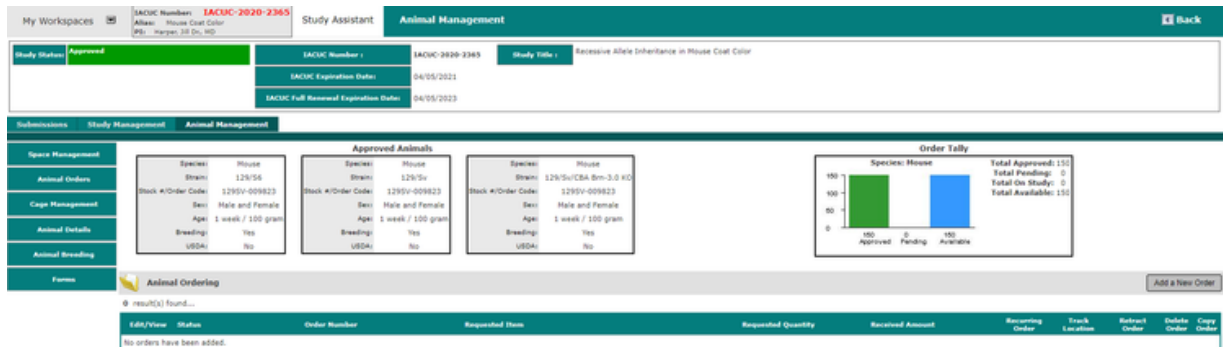 My Workspaces
IACUC Number: IACUC-2020-2365
Alias: Mouse Coat Color
PI: Harper, Jill Dr., MD
Study Assistant
Animal Management
Back
Study Status: Approved
IACUC Number :
IACUC-2020-2365
Study Title :
Recessive Allele Inheritance in Mouse Coat Color
IACUC Expiration Date:
04/05/2021
IACUC Full Renewal Expiration Date:
04/05/2023
Submissions
Study Management
Animal Management
Space Management
Animal Orders
Cage Management
Animal Details
Animal Breeding
Forms
Approved Animals
Species: Mouse
Strain: 129/S6
Stock #/Order Code: 129SV-009823
Sex: Male and Female
Age: 1 week / 100 gram
Breeding: Yes
USDA: No
Species: Mouse
Strain: 129/Sv
Stock #/Order Code: 129SV-009823
Sex: Male and Female
Age: 1 week / 100 gram
Breeding: Yes
USDA: No
Species: Mouse
Strain: 129/Sv/CBA Brn-3.0 KO
Stock #/Order Code: 129SV-009823
Sex: Male and Female
Age: 1 week / 100 gram
Breeding: Yes
USDA: No
Order Tally
Species: Mouse
150
100
50
0
150 0 150
Approved Pending Available
Total Approved: 150
Total Pending: 0
Total On Study: 0
Total Available: 150
Animal Ordering
Add a New Order
0 result(s) found...
Edit/View Status Order Number Requested Item Requested Quantity Received Amount Recurring Order Track Location Retract Order Delete Order Copy Order
No orders have been added.